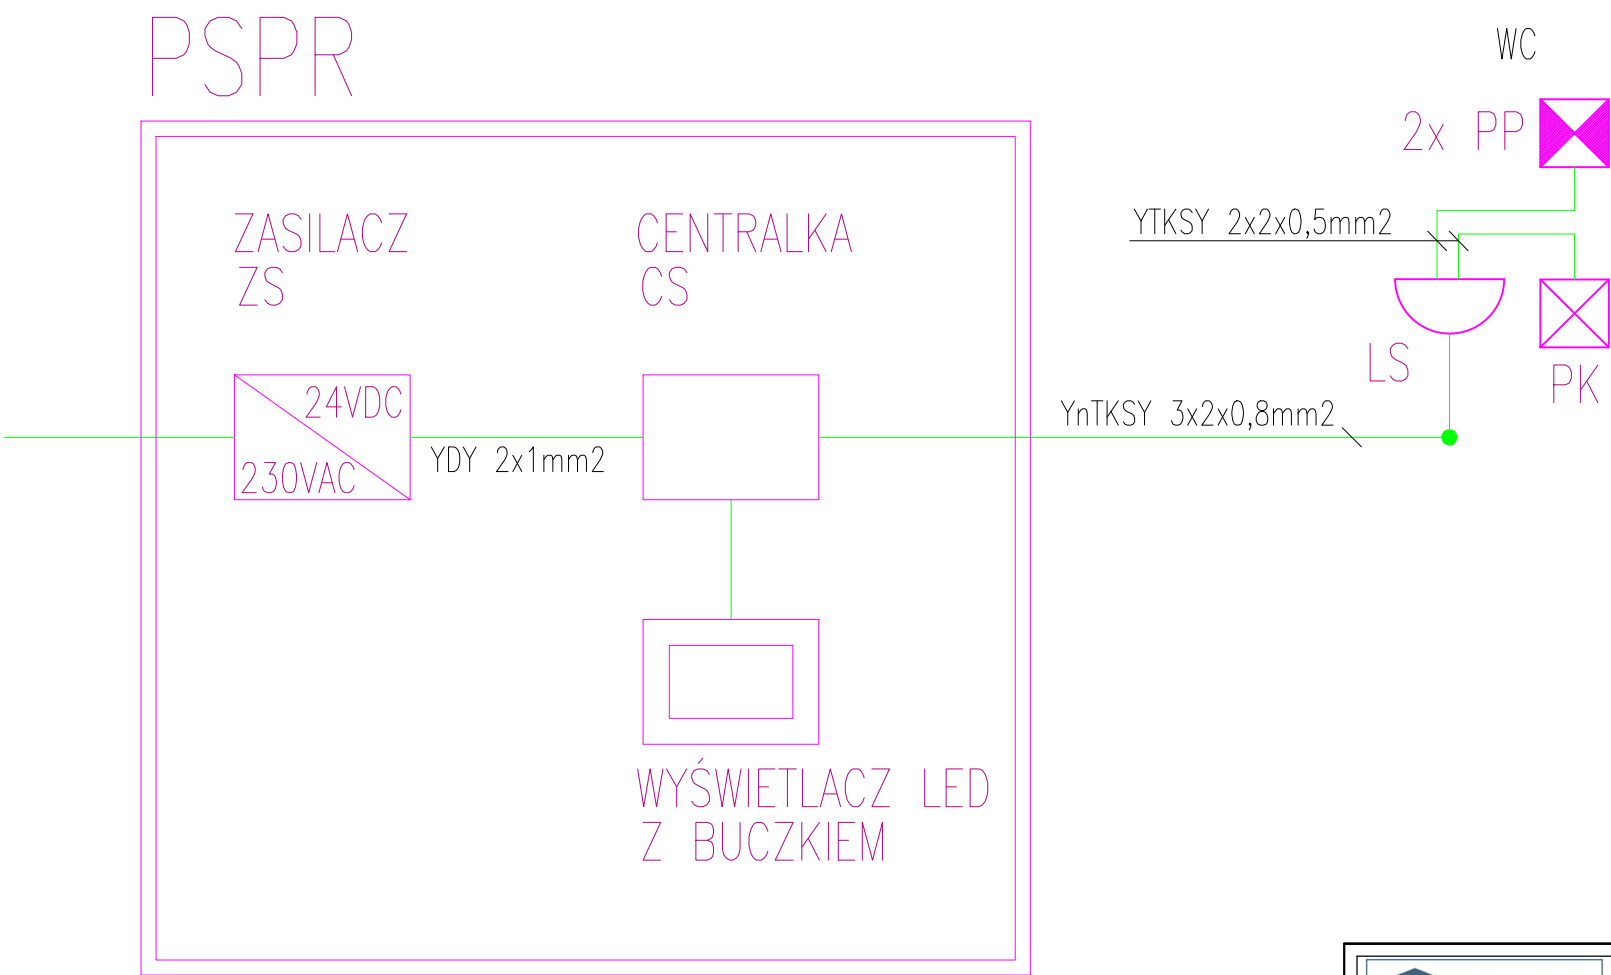 PSPR
WC
2x PP
YTKSY 2x2x0,5mm2
ZASILACZ
ZS
CENTRALKA
CS
LS
PK
24VDC
230VAC
YDY 2x1mm2
YnTKSY 3x2x0,8mm2
WYŚWIETLACZ LED
Z BUCZKIEM